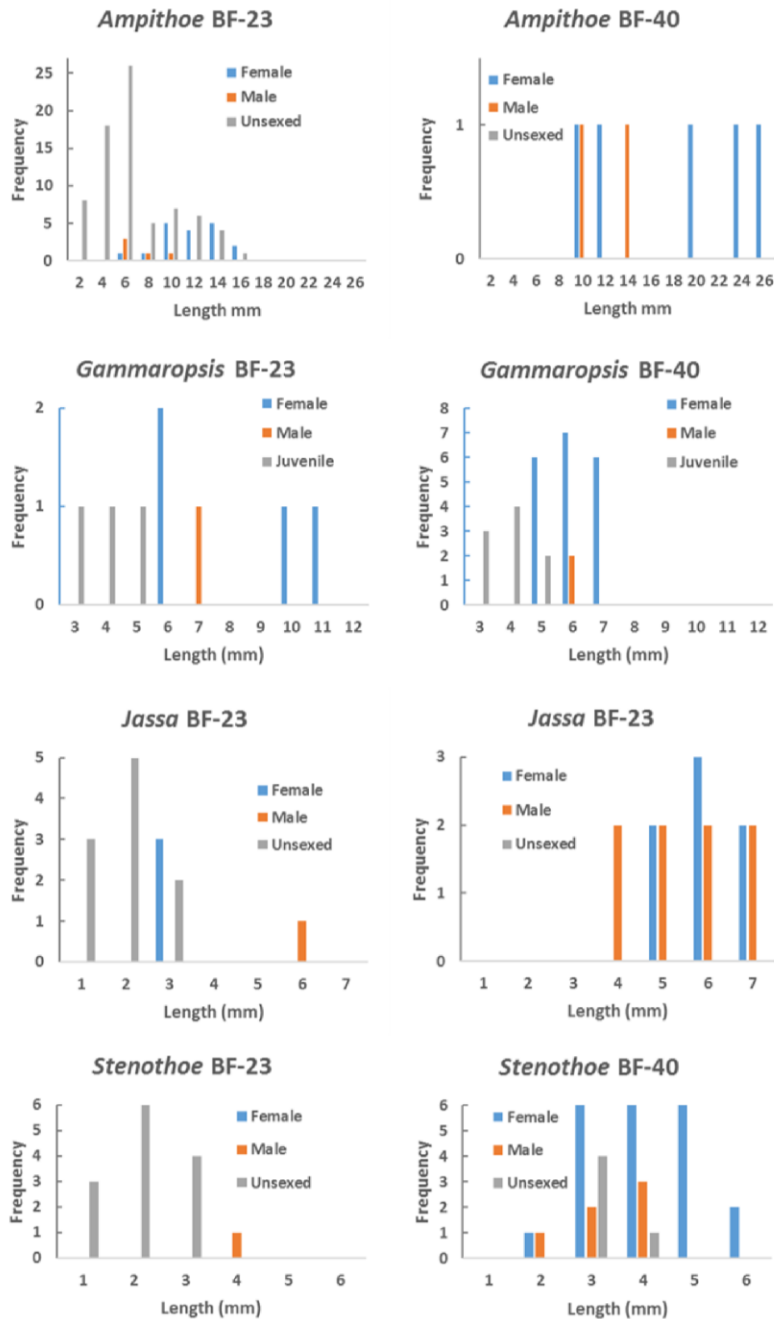 Ampithoe BF-23
25
20
15
10
5
0
Frequency
Female
Male
Unsexed
2 4 6 8 10 12 14 16 18 20 22 24 26
Length mm
Ampithoe BF-40
1
0
Frequency
Female
Male
Unsexed
2 4 6 8 10 12 14 16 18 20 22 24 26
Length mm
Gammaropsis BF-23
2
1
0
Frequency
Female
Male
Juvenile
3 4 5 6 7 8 9 10 11 12
Length (mm)
Gammaropsis BF-40
8
7
6
5
4
3
2
1
0
Frequency
Female
Male
Juvenile
3 4 5 6 7 8 9 10 11 12
Length (mm)
Jassa BF-23
5
4
3
2
1
0
Frequency
Female
Male
Unsexed
1 2 3 4 5 6 7
Length (mm)
Jassa BF-23
3
2
1
0
Frequency
Female
Male
Unsexed
1 2 3 4 5 6 7
Length (mm)
Stenothoe BF-23
6
5
4
3
2
1
0
Frequency
Female
Male
Unsexed
1 2 3 4 5 6
Length (mm)
Stenothoe BF-40
6
5
4
3
2
1
0
Frequency
Female
Male
Unsexed
1 2 3 4 5 6
Length (mm)